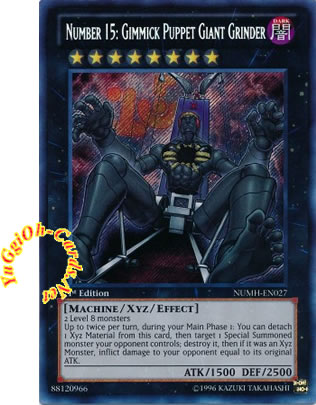 NUMBER 15: GIMMICK PUPPET GIANT GRINDER
DARK
闇
YuGgiOh-Cards.Net
1st Edition
NUMH-EN027
[MACHINE/XYZ/EFFECT]
2 Level 8 monsters
Up to twice per turn, during your Main Phase 1: You can detach
1 Xyz Material from this card, then target 1 Special Summoned
monster your opponent controls; destroy it, then if it was an Xyz
Monster, inflict damage to your opponent equal to its original
ATK.
ATK/1500 DEF/2500
88120966
©1996 KAZUKI TAKAHASHI